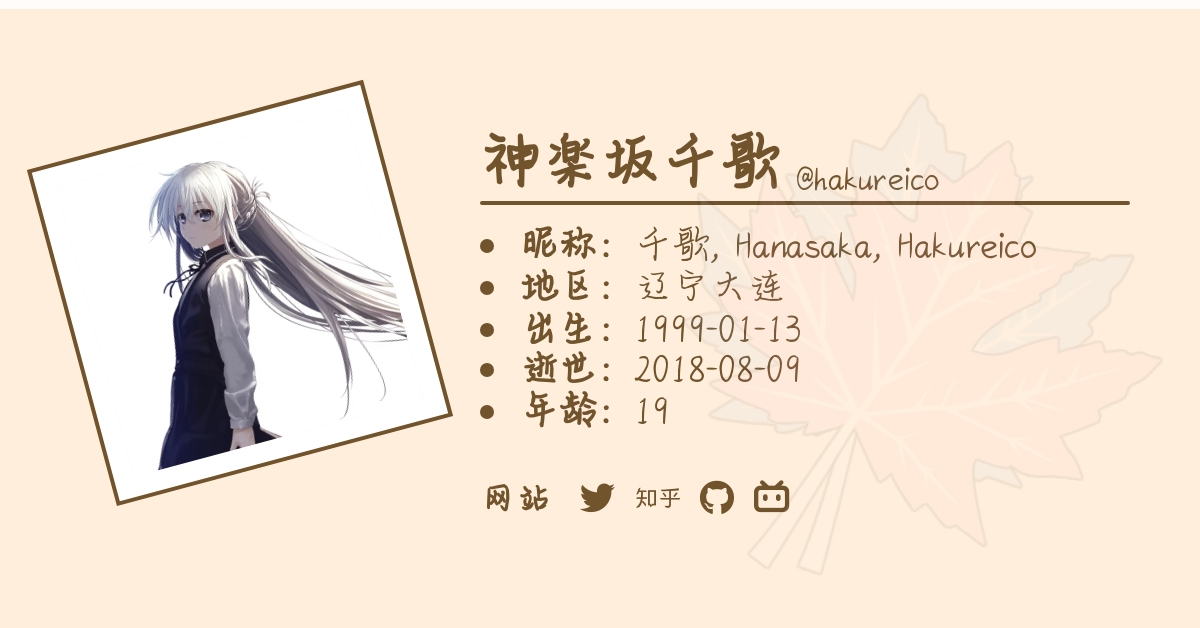 神楽坂千歌 @hakureico
昵称： 千歌, Hanasaka, Hakureico
地区： 辽宁大连
出生： 1999-01-13
逝世： 2018-08-09
年龄： 19
网站 知乎